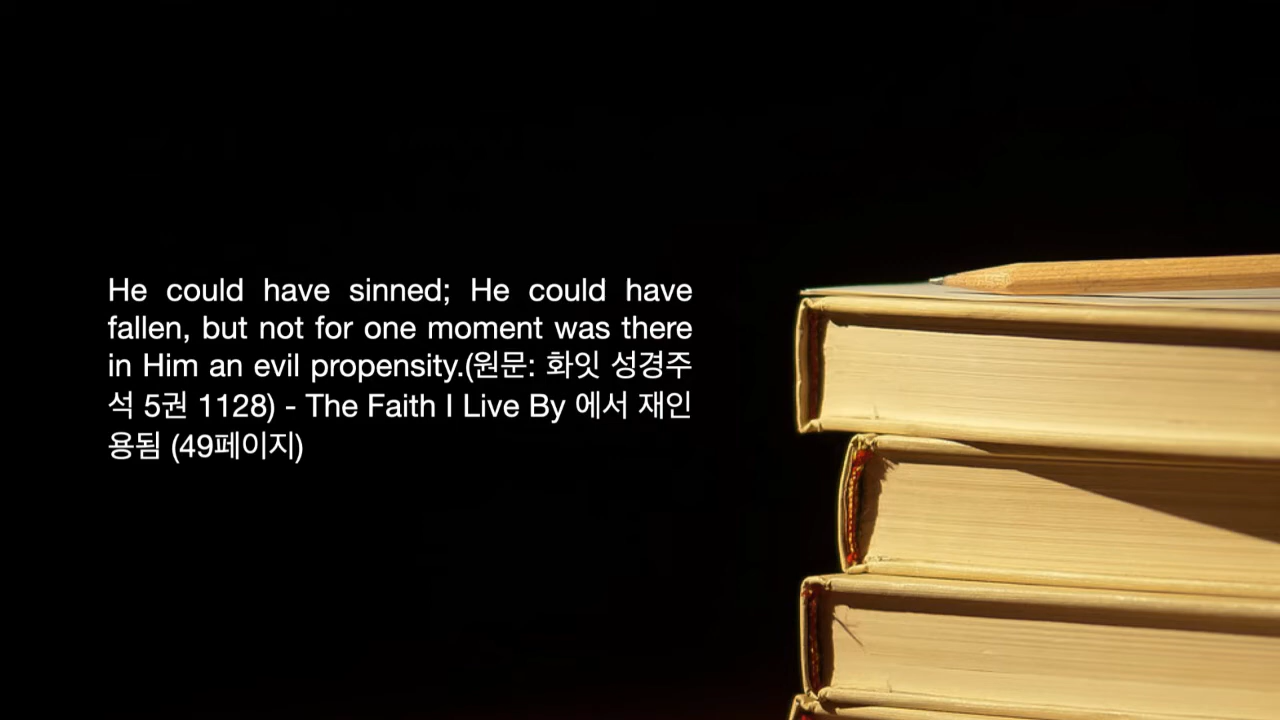 He could have sinned; He could have
fallen, but not for one moment was there
in Him an evil propensity.(원문: 화잇 성경주
석 5권 1128) - The Faith I Live By 에서 재인
용됨 (49페이지)